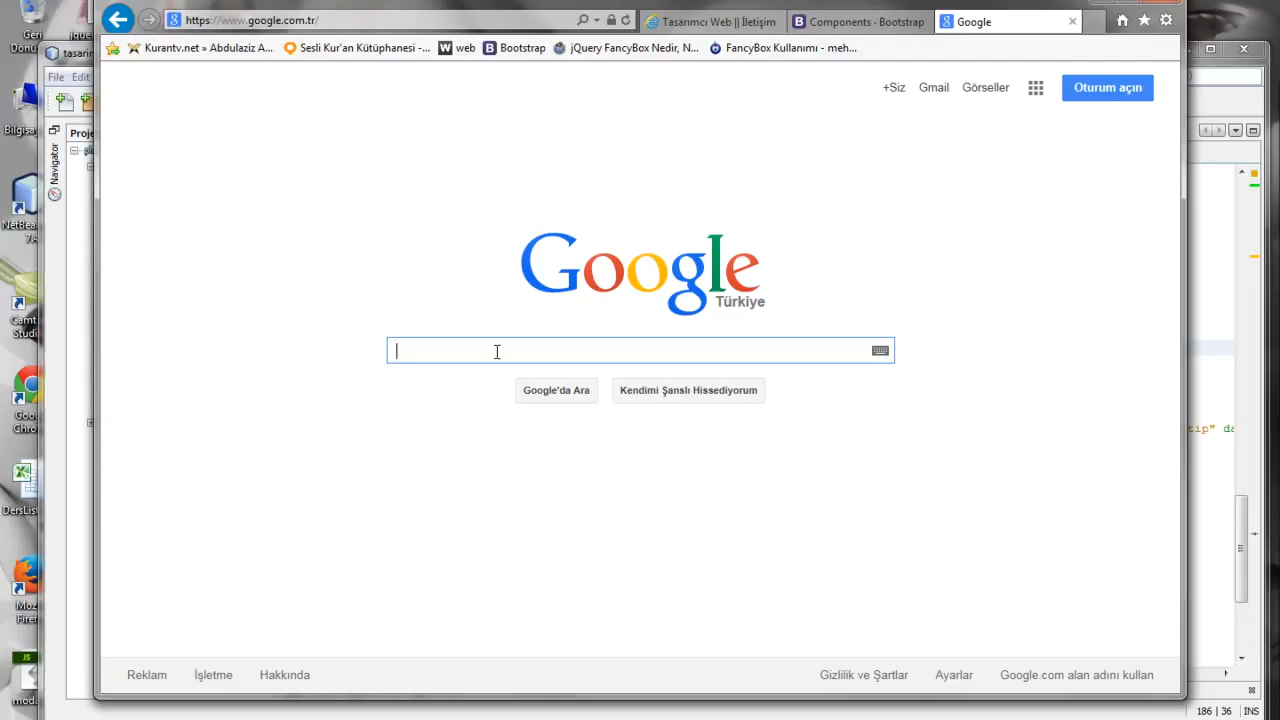 https://www.google.com.tr/
Tasarımcı Web || İletişim
Components · Bootstrap
Google
Kurantv.net » Abdulaziz A...
Sesli Kur'an Kütüphanesi -...
web
Bootstrap
jQuery FancyBox Nedir, N...
FancyBox Kullanımı - meh...
File Edit
+Siz
Gmail
Görseller
Oturum açın
Navigator
Google
Türkiye
Google'da Ara
Kendimi Şanslı Hissediyorum
Reklam
İşletme
Hakkında
Gizlilik ve Şartlar
Ayarlar
Google.com alan adını kullan
186 | 36
INS